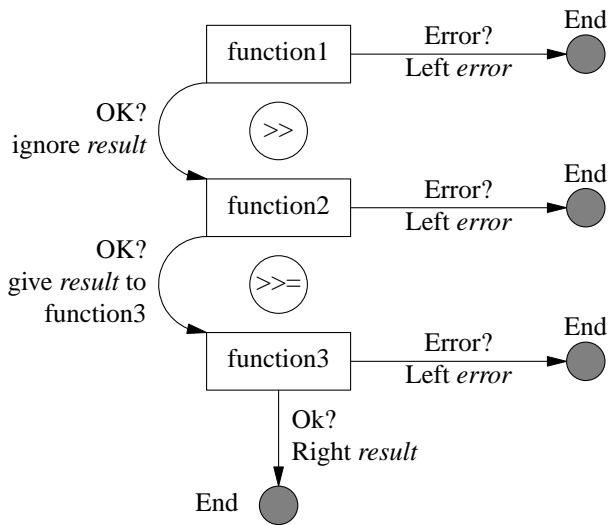 End
function1
Error?
Left error
OK?
ignore result
>>
End
function2
Error?
Left error
OK?
give result to
function3
>>=
End
function3
Error?
Left error
Ok?
Right result
End